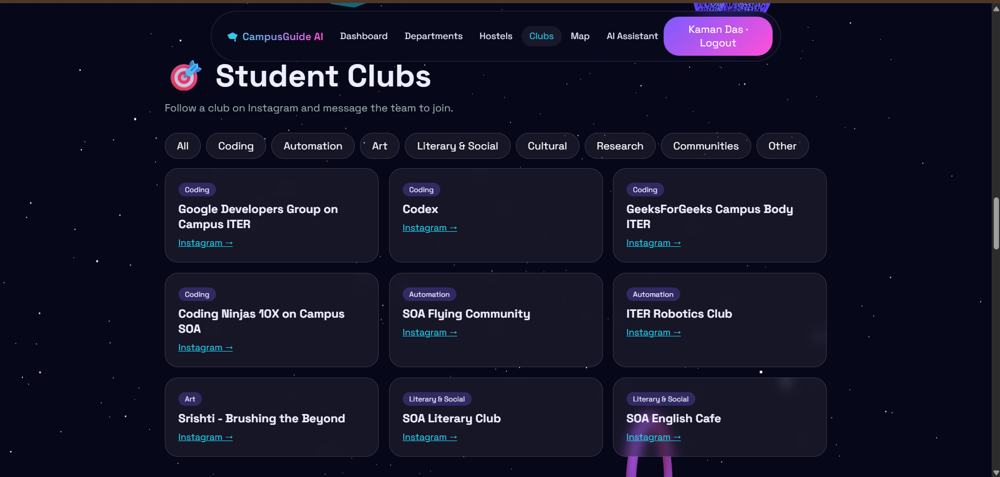 CampusGuide AI
Dashboard
Departments
Hostels
Clubs
Map
AI Assistant
Kaman Das ·
Logout
Student Clubs
Follow a club on Instagram and message the team to join.
All
Coding
Automation
Art
Literary & Social
Cultural
Research
Communities
Other
Coding
Google Developers Group on
Campus ITER
Instagram →
Coding
Codex
Instagram →
Coding
GeeksForGeeks Campus Body
ITER
Instagram →
Coding
Coding Ninjas 10X on Campus
SOA
Instagram →
Automation
SOA Flying Community
Instagram →
Automation
ITER Robotics Club
Instagram →
Art
Srishti - Brushing the Beyond
Instagram →
Literary & Social
SOA Literary Club
Instagram →
Literary & Social
SOA English Cafe
Instagram →